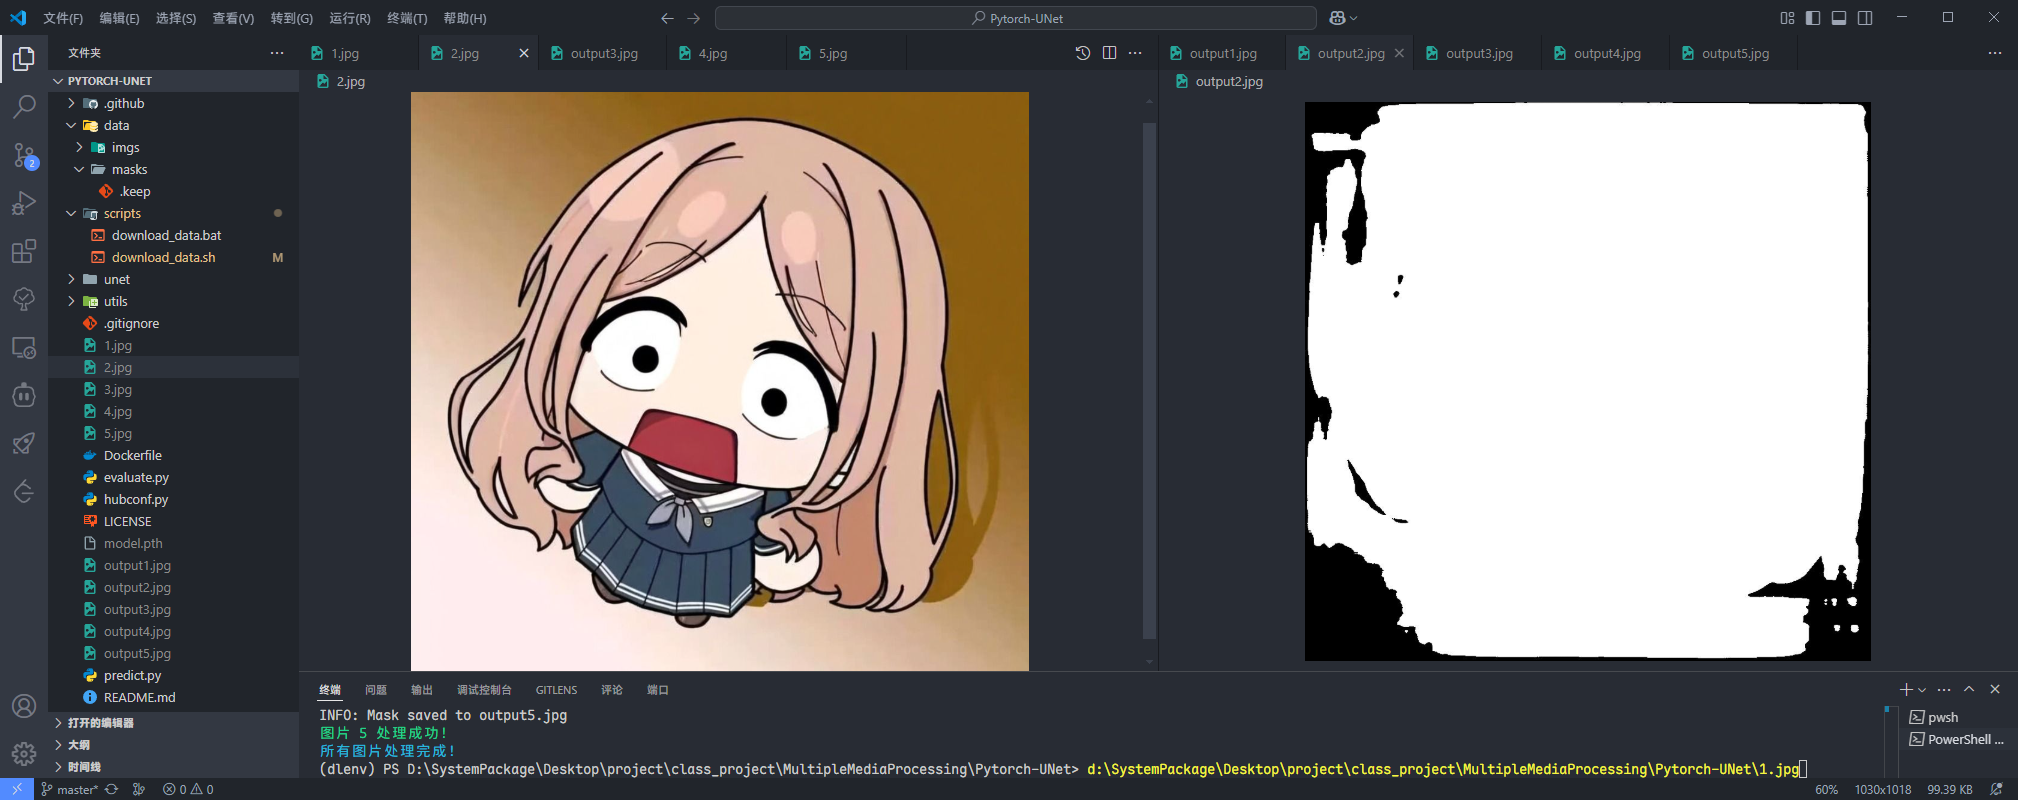 文件(F) 编辑(E) 选择(S) 查看(V) 转到(G) 运行(R) 终端(T) 帮助(H)
Pytorch-UNet
文件夹
PYTORCH-UNET
.github
data
imgs
masks
.keep
scripts
download_data.bat
download_data.sh M
unet
utils
.gitignore
1.jpg
2.jpg
3.jpg
4.jpg
5.jpg
Dockerfile
evaluate.py
hubconf.py
LICENSE
model.pth
output1.jpg
output2.jpg
output3.jpg
output4.jpg
output5.jpg
predict.py
README.md
打开的编辑器
大纲
时间线
2
1.jpg 2.jpg output3.jpg 4.jpg 5.jpg
2.jpg
output1.jpg output2.jpg output3.jpg output4.jpg output5.jpg
output2.jpg
终端 问题 输出 调试控制台 GITLENS 评论 端口
INFO: Mask saved to output5.jpg
图片 5 处理成功!
所有图片处理完成!
(dlenv) PS D:\SystemPackage\Desktop\project\class_project\MultipleMediaProcessing\Pytorch-UNet> d:\SystemPackage\Desktop\project\class_project\MultipleMediaProcessing\Pytorch-UNet\1.jpg
pwsh
PowerShell ...
master* 0 0
60% 1030x1018 99.39 KB